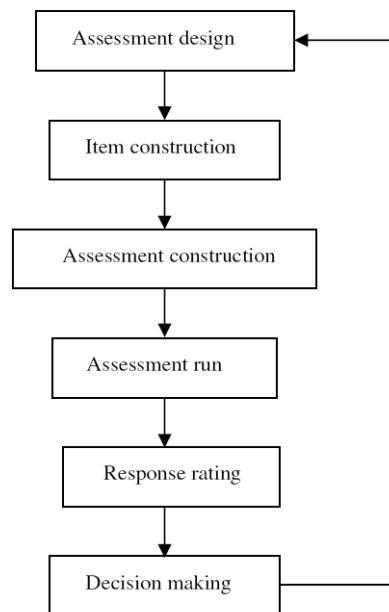 Assessment design
Item construction
Assessment construction
Assessment run
Response rating
Decision making